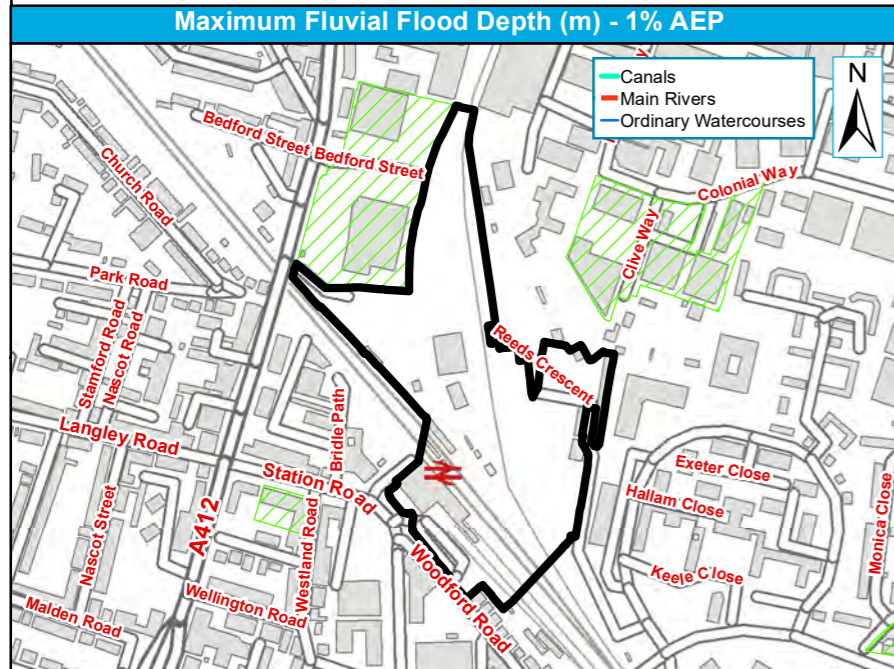 Maximum Fluvial Flood Depth (m) - 1% AEP
Canals
Main Rivers
Ordinary Watercourses
N
Bedford Street Bedford Street
Church Road
Colonial Way
Clive Way
Park Road
Stamford Road
Nascot Road
Reeds Crescent
Langley Road
Bridle Path
Station Road
A412
Westland Road
Nascot Street
Exeter Close
Hallam Close
Monica Close
Keele Close
Woodford Road
Wellington Road
Malden Road